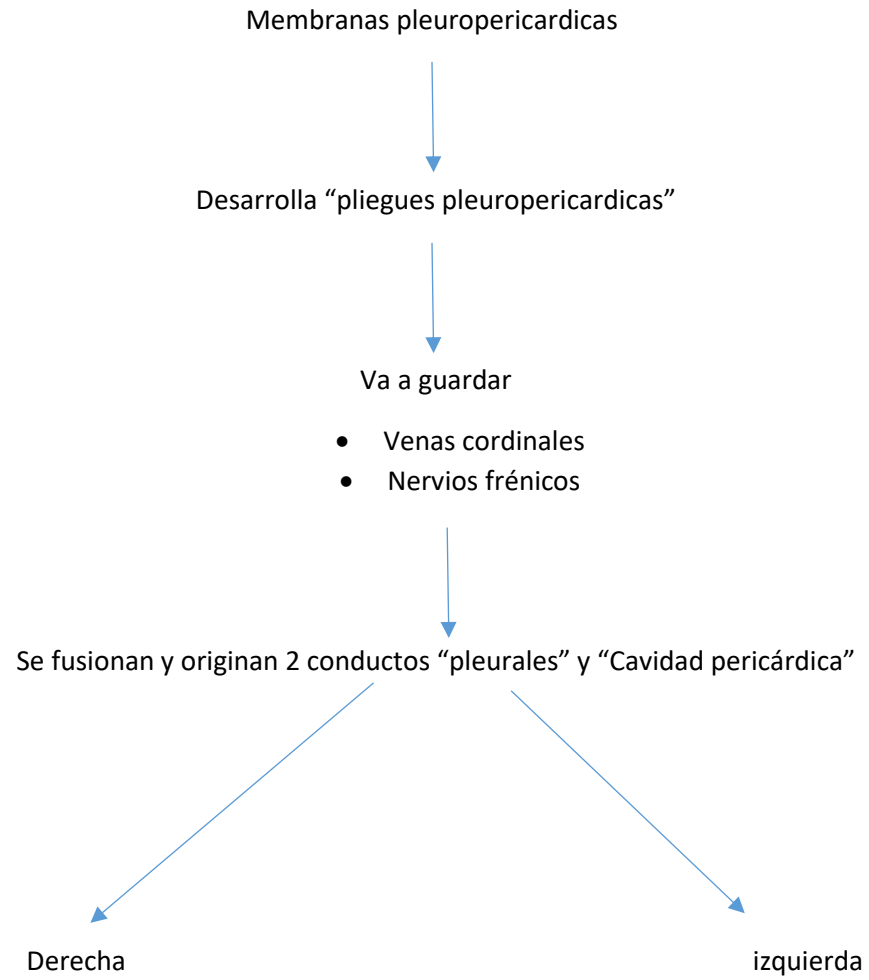 Membranas pleuropericardicas
Desarrolla “pliegues pleuropericardicas”
Va a guardar
• Venas cordinales
• Nervios frénicos
Se fusionan y originan 2 conductos “pleurales” y “Cavidad pericárdica”
Derecha izquierda